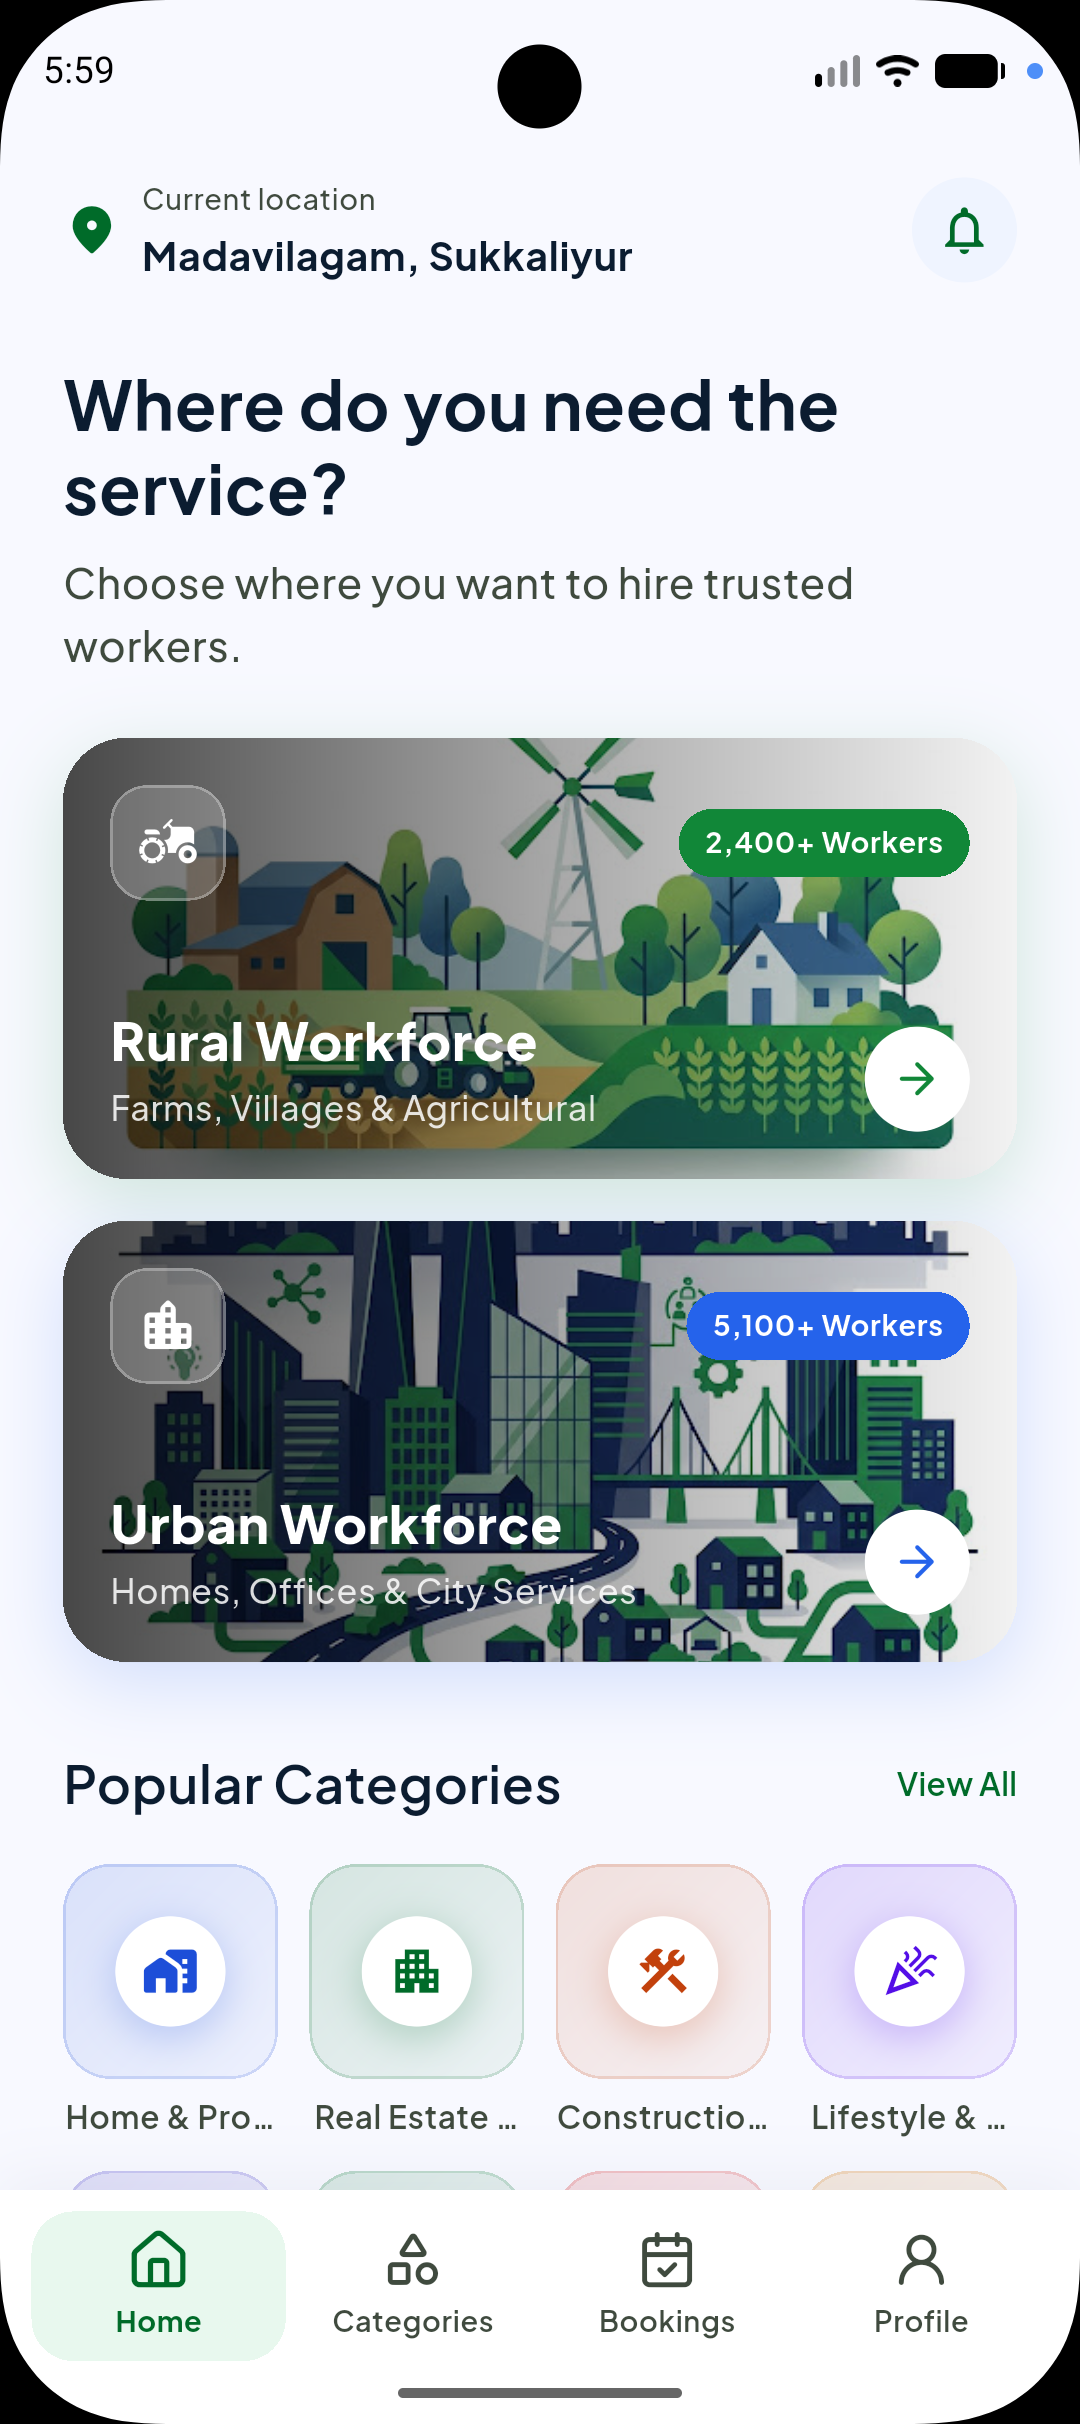 5:59
Current location
Madavilagam, Sukkaliyur
Where do you need the
service?
Choose where you want to hire trusted
workers.
2,400+ Workers
Rural Workforce
Farms, Villages & Agricultural
5,100+ Workers
Urban Workforce
Homes, Offices & City Services
Popular Categories
View All
Home & Pro...
Real Estate ...
Constructio...
Lifestyle & ...
Home
Categories
Bookings
Profile